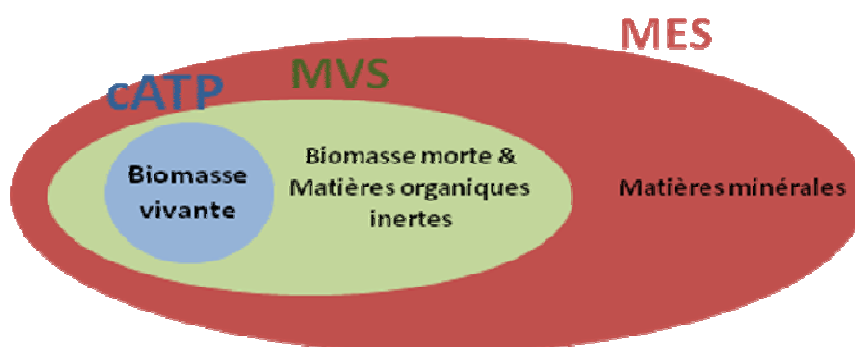 MES
MVS
cATP
Biomasse
vivante
Biomasse morte &
Matières organiques
inertes
Matières minérales